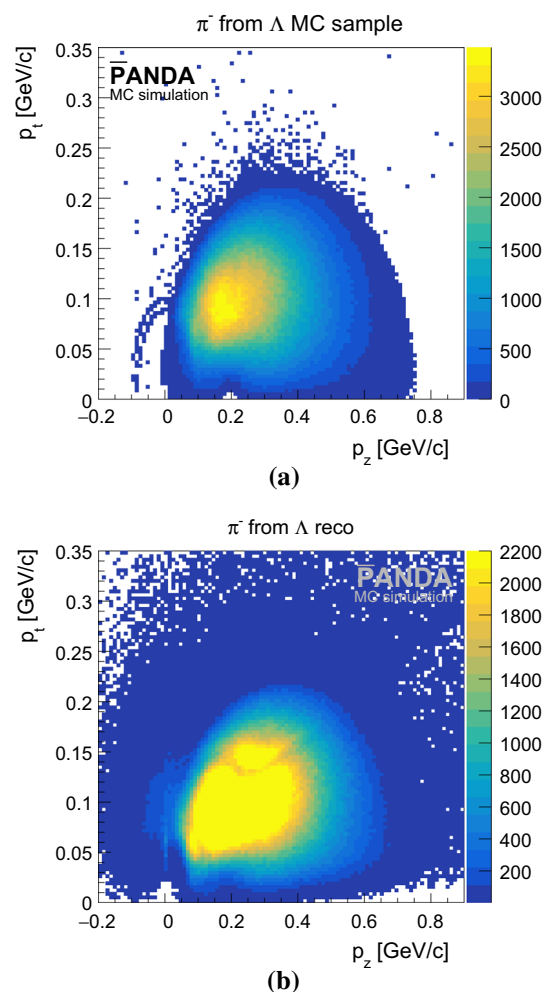 π⁻ from Λ MC sample
p_t [GeV/c]
0.35
0.3
0.25
0.2
0.15
0.1
0.05
0
P̅ANDA
MC simulation
3000
2500
2000
1500
1000
500
0
−0.2 0 0.2 0.4 0.6 0.8
p_z [GeV/c]
(a)
π⁻ from Λ reco
p_t [GeV/c]
0.35
0.3
0.25
0.2
0.15
0.1
0.05
0
P̅ANDA
MC simulation
2200
2000
1800
1600
1400
1200
1000
800
600
400
200
−0.2 0 0.2 0.4 0.6 0.8
p_z [GeV/c]
(b)